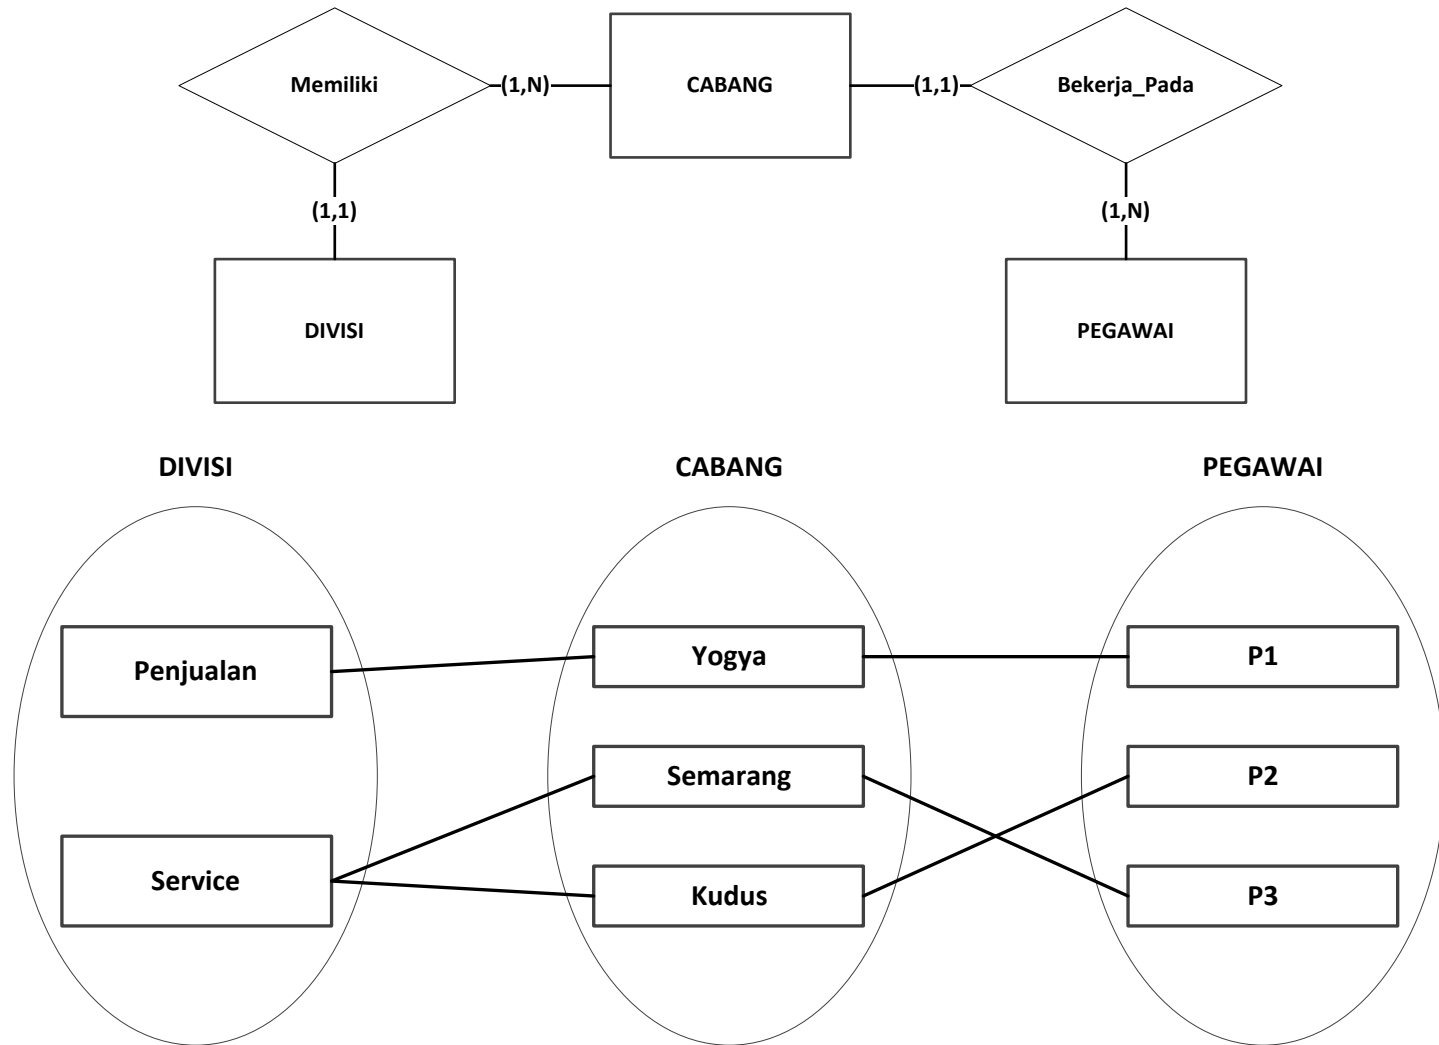 Memiliki
(1,N)
CABANG
(1,1)
Bekerja_Pada
(1,1)
(1,N)
DIVISI
PEGAWAI
DIVISI
CABANG
PEGAWAI
Penjualan
Yogya
P1
Semarang
P2
Service
Kudus
P3